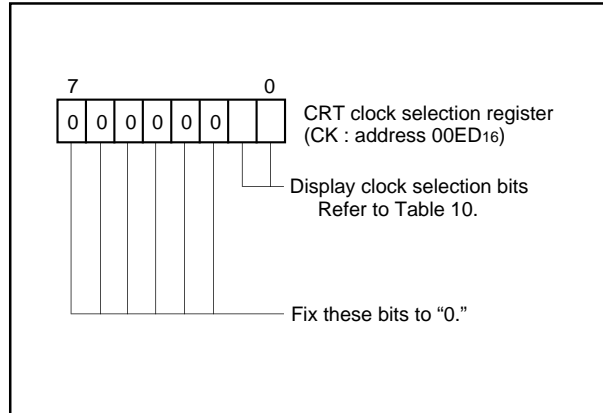 7 0
0 0 0 0 0 0
CRT clock selection register
(CK : address 00ED16)
Display clock selection bits
Refer to Table 10.
Fix these bits to “0.”